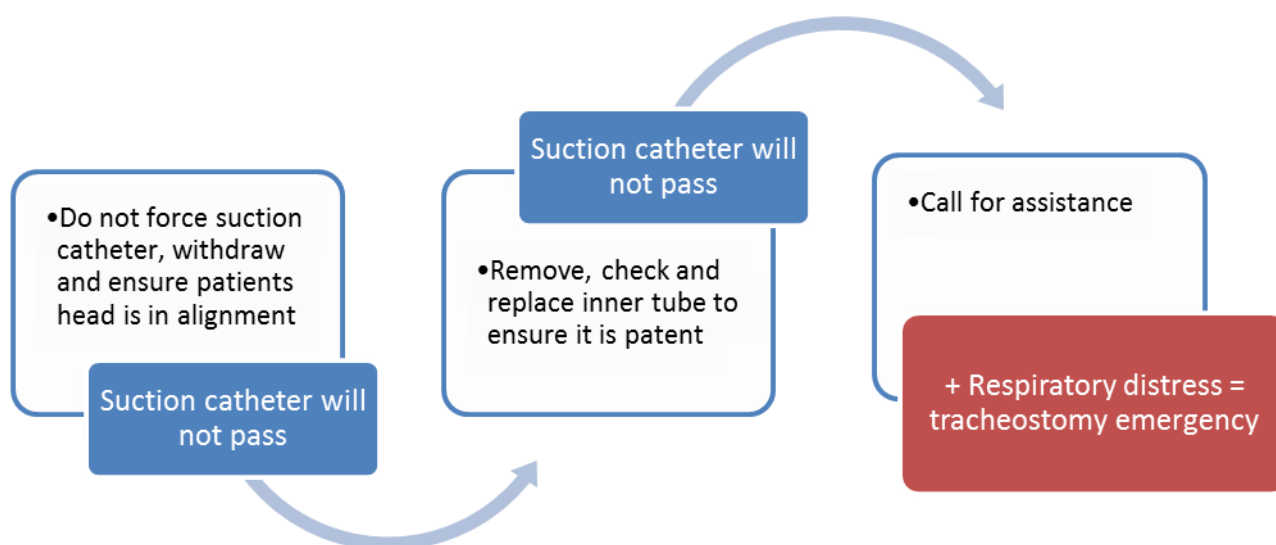 •Do not force suction
catheter, withdraw
and ensure patients
head is in alignment
Suction catheter will
not pass
Suction catheter will
not pass
•Remove, check and
replace inner tube to
ensure it is patent
•Call for assistance
+ Respiratory distress =
tracheostomy emergency